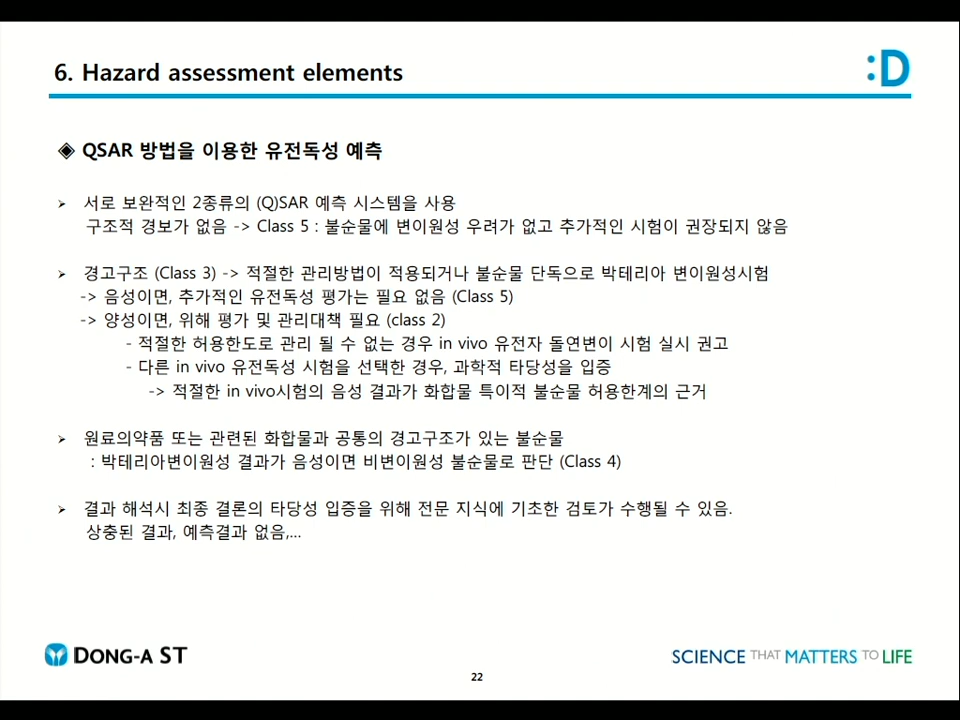 6. Hazard assessment elements
:D
◈ QSAR 방법을 이용한 유전독성 예측
➢ 서로 보완적인 2종류의 (Q)SAR 예측 시스템을 사용
구조적 경보가 없음 -> Class 5 : 불순물에 변이원성 우려가 없고 추가적인 시험이 권장되지 않음
➢ 경고구조 (Class 3) -> 적절한 관리방법이 적용되거나 불순물 단독으로 박테리아 변이원성시험
-> 음성이면, 추가적인 유전독성 평가는 필요 없음 (Class 5)
-> 양성이면, 위해 평가 및 관리대책 필요 (class 2)
- 적절한 허용한도로 관리 될 수 없는 경우 in vivo 유전자 돌연변이 시험 실시 권고
- 다른 in vivo 유전독성 시험을 선택한 경우, 과학적 타당성을 입증
-> 적절한 in vivo시험의 음성 결과가 화합물 특이적 불순물 허용한계의 근거
➢ 원료의약품 또는 관련된 화합물과 공통의 경고구조가 있는 불순물
: 박테리아변이원성 결과가 음성이면 비변이원성 불순물로 판단 (Class 4)
➢ 결과 해석시 최종 결론의 타당성 입증을 위해 전문 지식에 기초한 검토가 수행될 수 있음.
상충된 결과, 예측결과 없음,...
DONG-A ST
SCIENCE THAT MATTERS TO LIFE
22